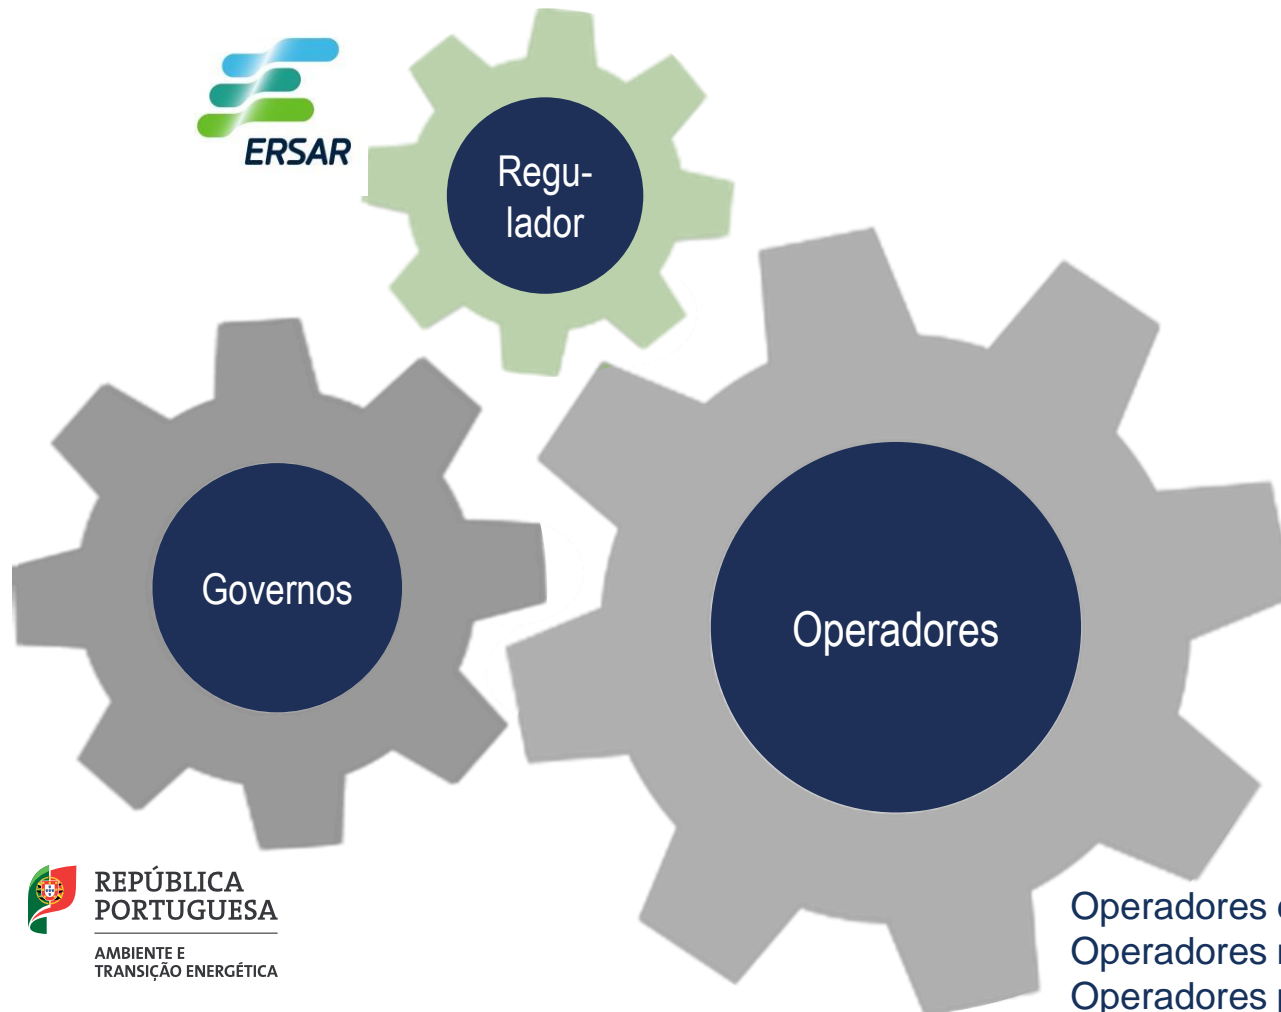 ERSAR
Regu-
lador
Governos
Operadores
REPÚBLICA
PORTUGUESA
AMBIENTE E
TRANSIÇÃO ENERGÉTICA
Operadores
Operadores
Operadores